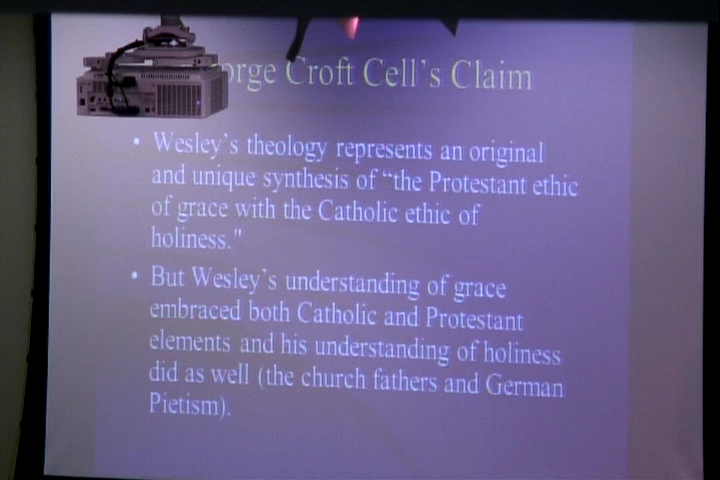 orge Croft Cell's Claim
• Wesley's theology represents an original
and unique synthesis of “the Protestant ethic
of grace with the Catholic ethic of
holiness."
• But Wesley's understanding of grace
embraced both Catholic and Protestant
elements and his understanding of holiness
did as well (the church fathers and German
Pietism).